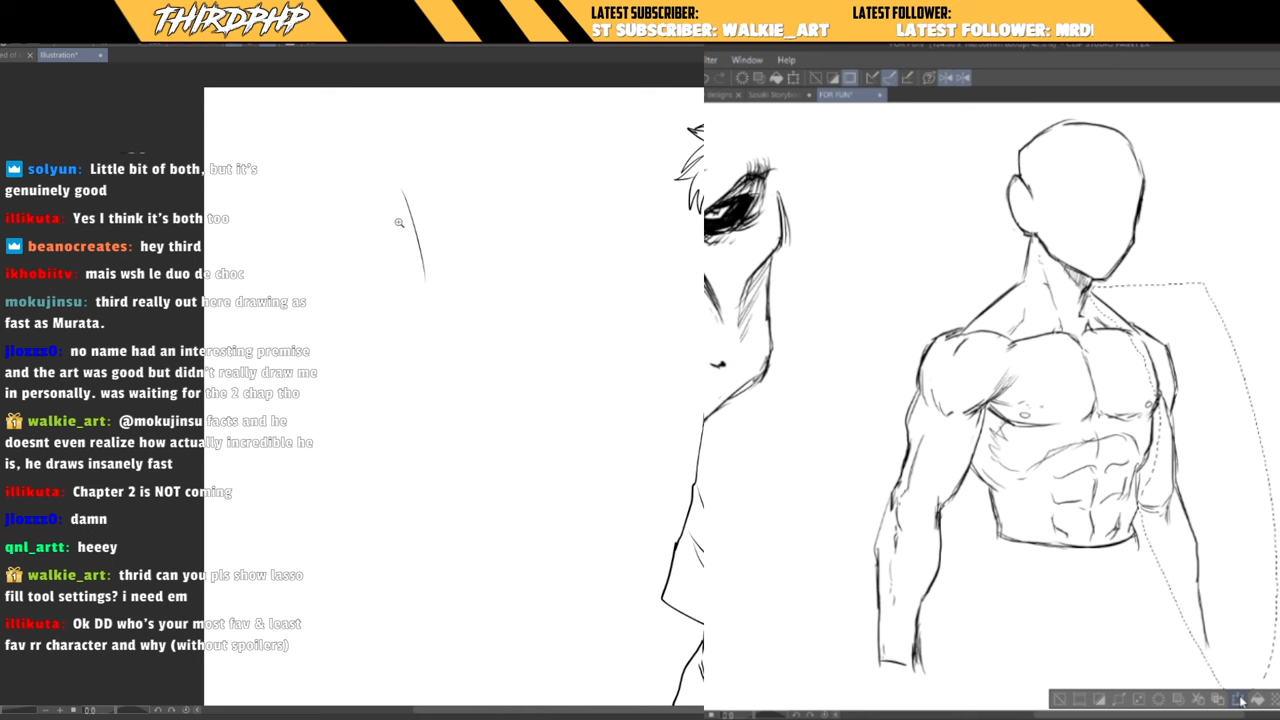 THIRDPHP
LATEST SUBSCRIBER:
ST SUBSCRIBER: WALKIE_ART
LATEST FOLLOWER:
LATEST FOLLOWER: MRD
Illustration*
Window Help
Sasaki Storybo
FOR FUN*
solyun: Little bit of both, but it's
genuinely good
illikuta: Yes I think it's both too
beanocreates: hey third
ikhobiitv: mais wsh le duo de choc
mokujinsu: third really out here drawing as
fast as Murata.
jloxxx0: no name had an interesting premise
and the art was good but didn't really draw me
in personally. was waiting for the 2 chap tho
walkie_art: @mokujinsu facts and he
doesnt even realize how actually incredible he
is, he draws insanely fast
illikuta: Chapter 2 is NOT coming
jloxxx0: damn
qnl_artt: heeey
walkie_art: thrid can you pls show lasso
fill tool settings? i need em
illikuta: Ok DD who's your most fav & least
fav rr character and why (without spoilers)